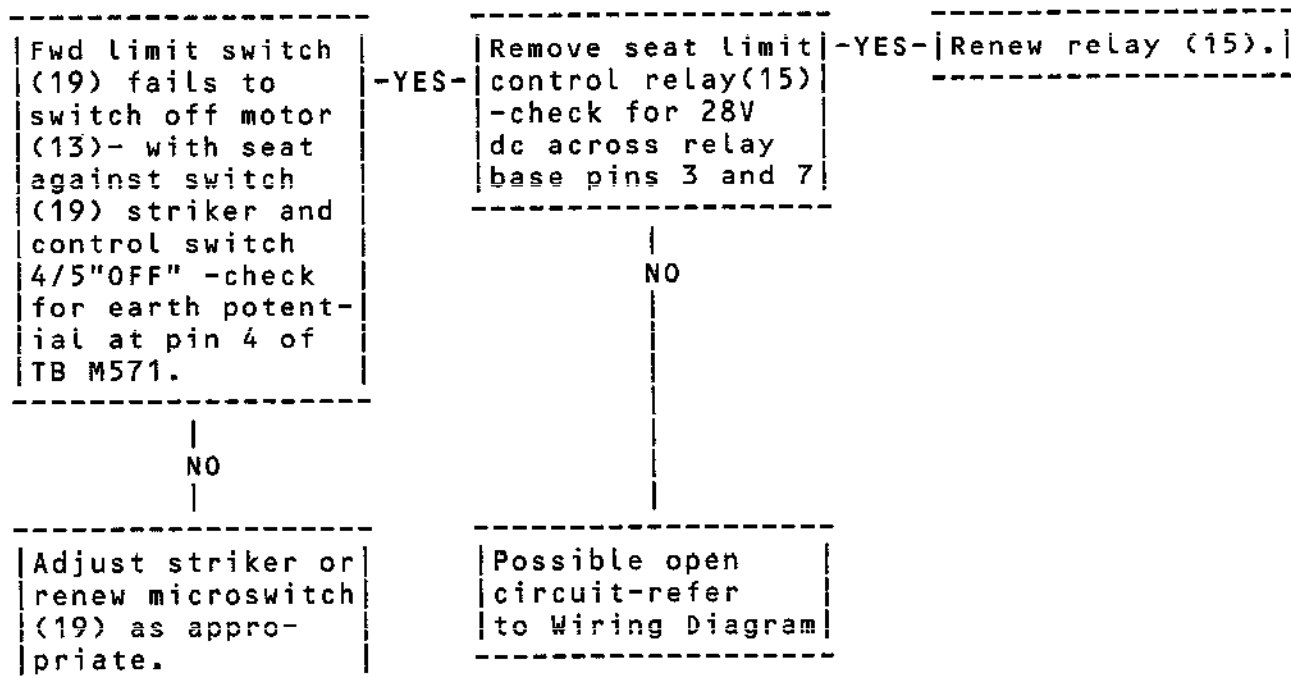 Fwd limit switch
(19) fails to
switch off motor
(13)- with seat
against switch
(19) striker and
control switch
4/5"OFF" -check
for earth potent-
ial at pin 4 of
TB M571.
-YES-
Remove seat limit
control relay(15)
-check for 28V
dc across relay
base pins 3 and 7
-YES-
Renew relay (15).
NO
NO
Adjust striker or
renew microswitch
(19) as appro-
priate.
Possible open
circuit-refer
to Wiring Diagram